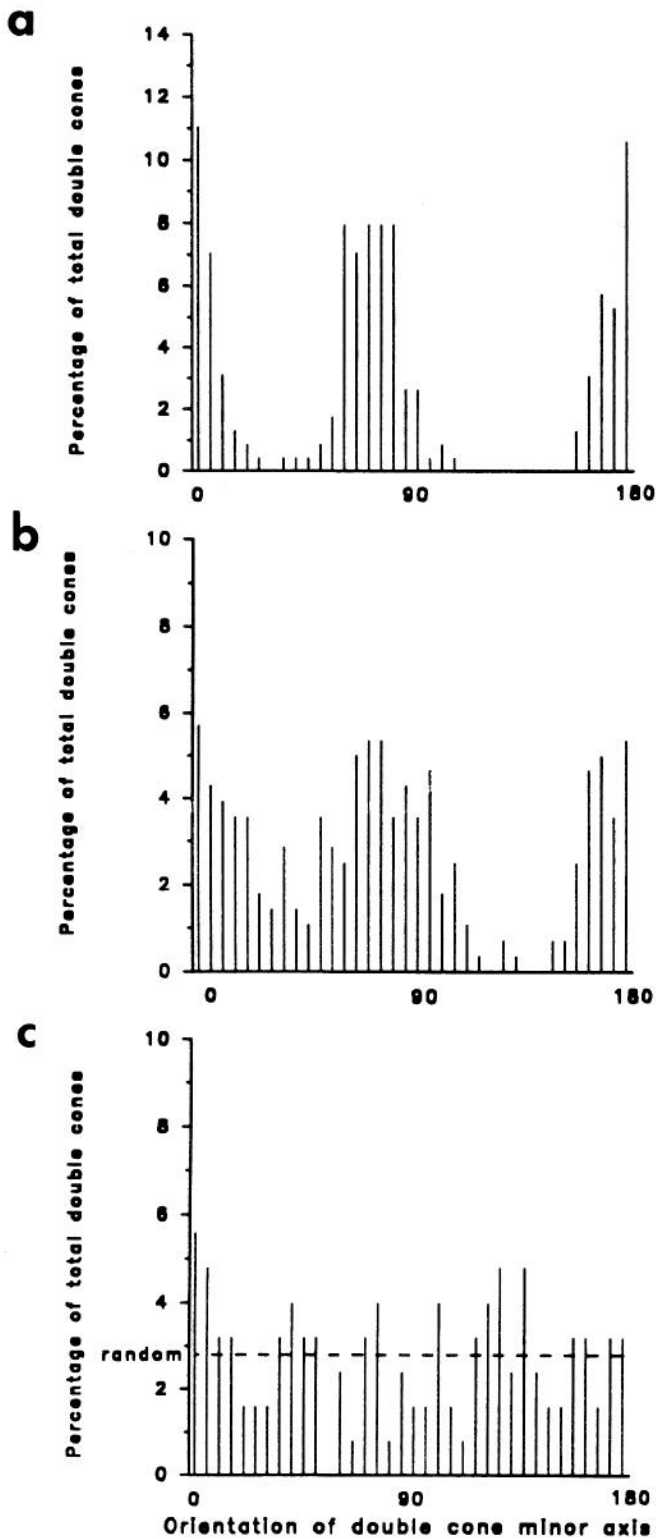 a
Percentage of total double cones
14
12
10
8
6
4
2
0
0 90 180
b
Percentage of total double cones
10
8
6
4
2
0
0 90 180
c
Percentage of total double cones
10
8
6
4
random
2
0
0 90 180
Orientation of double cone minor axis